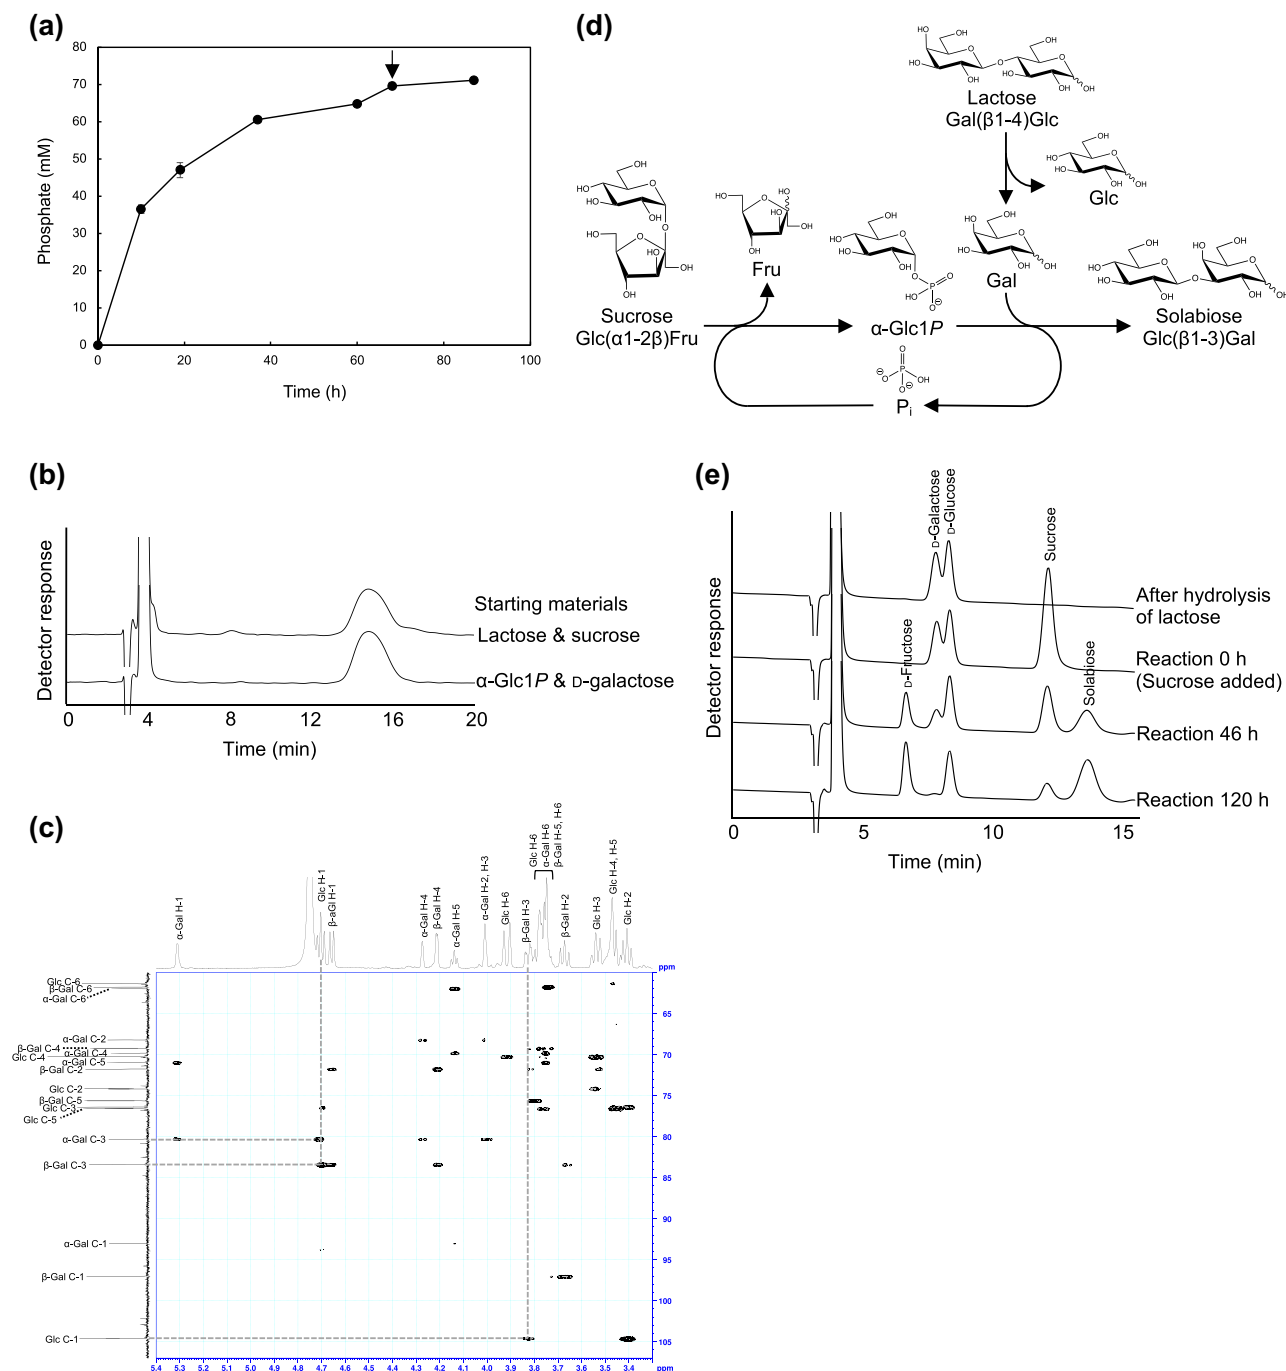 (a)
Phosphate (mM)
80
70
60
50
40
30
20
10
0
0
20
40
60
80
100
Time (h)
(d)
Lactose
Gal(β1-4)Glc
Glc
Fru
Gal
Sucrose
Glc(α1-2β)Fru
α-Glc1P
Solabiose
Glc(β1-3)Gal
Pi
(b)
Detector response
Starting materials
Lactose & sucrose
α-Glc1P & D-galactose
0
4
8
12
16
20
Time (min)
(e)
Detector response
D-Fructose
D-Galactose
D-Glucose
Sucrose
Solabiose
After hydrolysis
of lactose
Reaction 0 h
(Sucrose added)
Reaction 46 h
Reaction 120 h
0
5
10
15
Time (min)
(c)
α-Gal H-1
Glc H-1
β-aGl H-1
α-Gal H-4
β-Gal H-4
α-Gal H-5
α-Gal H-2, H-3
Glc H-6
β-Gal H-3
Glc H-6
α-Gal H-6
β-Gal H-5, H-6
β-Gal H-2
Glc H-3
Glc H-4, H-5
Glc H-2
Glc C-6
β-Gal C-6
α-Gal C-6
α-Gal C-2
β-Gal C-4
α-Gal C-4
Glc C-4
α-Gal C-5
β-Gal C-2
Glc C-2
β-Gal C-5
Glc C-3
Glc C-5
α-Gal C-3
β-Gal C-3
α-Gal C-1
β-Gal C-1
Glc C-1
ppm
65
70
75
80
85
90
95
100
105
5.4 5.3 5.2 5.1 5.0 4.9 4.8 4.7 4.6 4.5 4.4 4.3 4.2 4.1 4.0 3.9 3.8 3.7 3.6 3.5 3.4 ppm